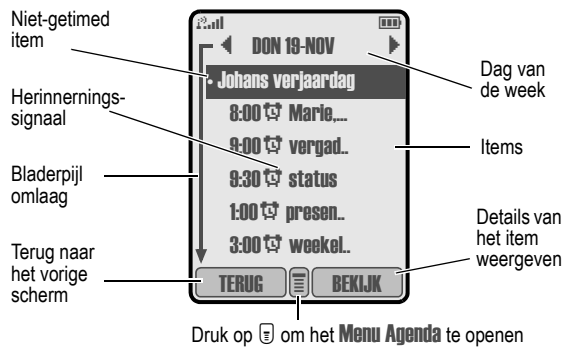 Niet-getimed
item
Herinnerings-
signaal
Bladerpijl
omlaag
Terug naar
het vorige
scherm
DON 19-NOV
• Johans verjaardag
8:00 Marie,...
9:00 vergad..
9:30 status
1:00 presen..
3:00 weekel..
TERUG
BEKIJK
Dag van
de week
Items
Details van
het item
weergeven
Druk op om het Menu Agenda te openen